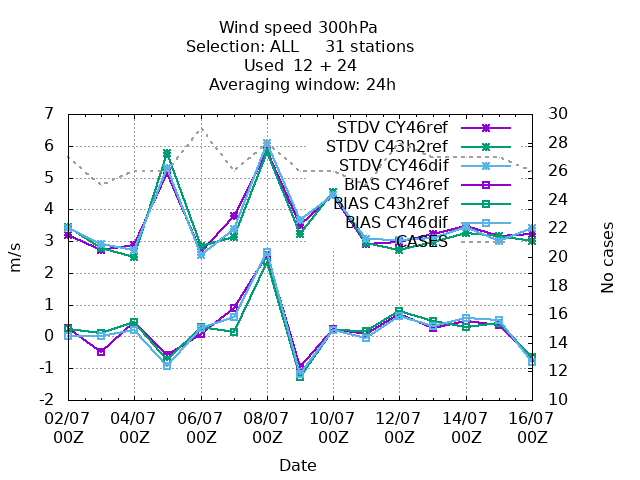 Wind speed 300hPa
Selection: ALL 31 stations
Used 12 + 24
Averaging window: 24h
7
6
5
4
3
2
1
0
-1
-2
m/s
30
28
26
24
22
20
18
16
14
12
10
No cases
STDV CY46ref
STDV C43h2ref
STDV CY46dif
BIAS CY46ref
BIAS C43h2ref
BIAS CY46dif
CASES
02/07 04/07 06/07 08/07 10/07 12/07 14/07 16/07
00Z 00Z 00Z 00Z 00Z 00Z 00Z 00Z
Date